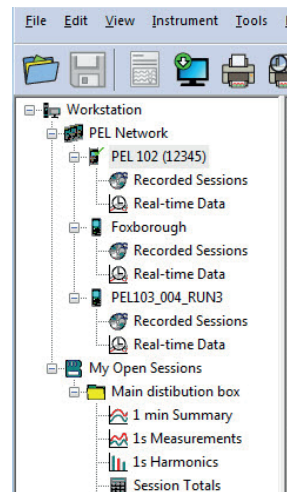 File Edit View Instrument Tools
Workstation
PEL Network
PEL 102 (12345)
Recorded Sessions
Real-time Data
Foxborough
Recorded Sessions
Real-time Data
PEL103_004_RUN3
Recorded Sessions
Real-time Data
My Open Sessions
Main distibution box
1 min Summary
1s Measurements
1s Harmonics
Session Totals